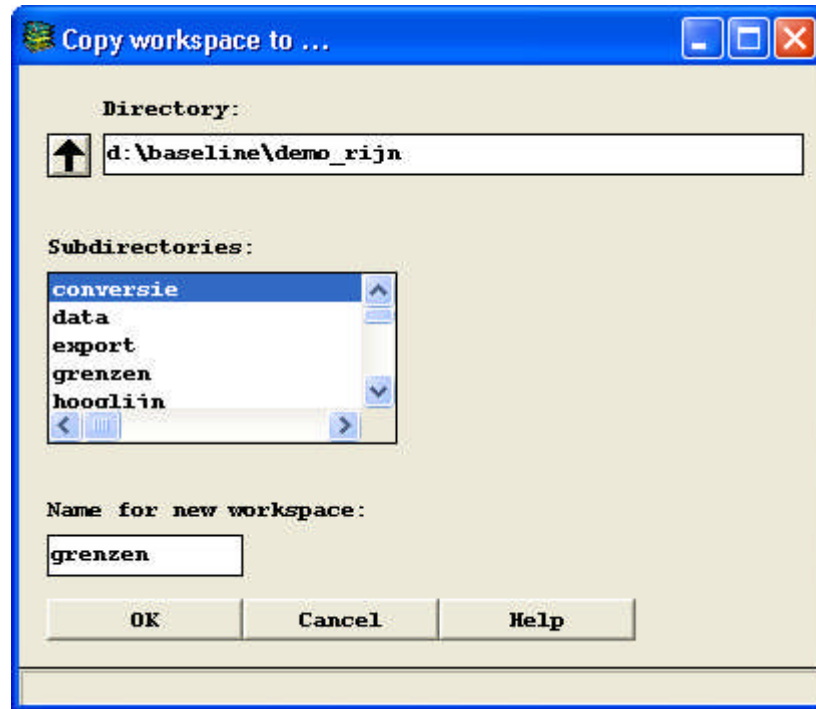 Copy workspace to ...
Directory:
d:\baseline\demo_rijn
Subdirectories:
conversie
data
export
grenzen
hooglijn
Name for new workspace:
grenzen
OK Cancel Help